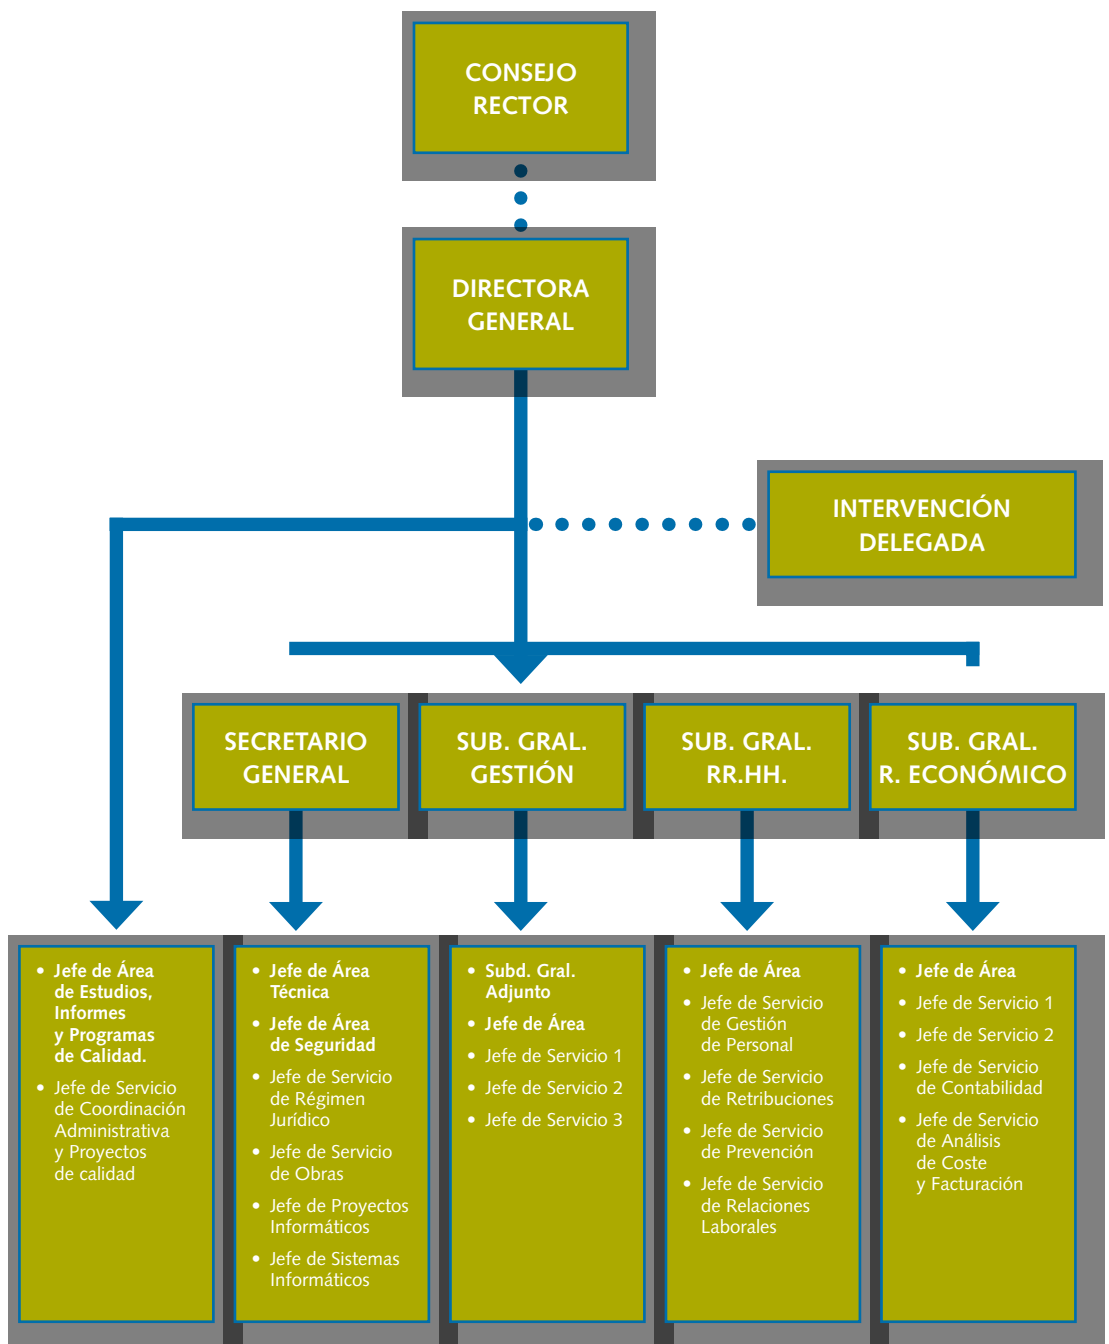 CONSEJO
RECTOR
DIRECTORA
GENERAL
INTERVENCIÓN
DELEGADA
SECRETARIO
GENERAL
SUB. GRAL.
GESTIÓN
SUB. GRAL.
RR.HH.
SUB. GRAL.
R. ECONÓMICO
• Jefe de Área
de Estudios,
Informes
y Programas
de Calidad.
• Jefe de Servicio
de Coordinación
Administrativa
y Proyectos
de calidad
• Jefe de Área
Técnica
• Jefe de Área
de Seguridad
• Jefe de Servicio
de Régimen
Jurídico
• Jefe de Servicio
de Obras
• Jefe de Proyectos
Informáticos
• Jefe de Sistemas
Informáticos
• Subd. Gral.
Adjunto
• Jefe de Área
• Jefe de Servicio 1
• Jefe de Servicio 2
• Jefe de Servicio 3
• Jefe de Área
• Jefe de Servicio
de Gestión
de Personal
• Jefe de Servicio
de Retribuciones
• Jefe de Servicio
de Prevención
• Jefe de Servicio
de Relaciones
Laborales
• Jefe de Área
• Jefe de Servicio 1
• Jefe de Servicio 2
• Jefe de Servicio
de Contabilidad
• Jefe de Servicio
de Análisis
de Coste
y Facturación